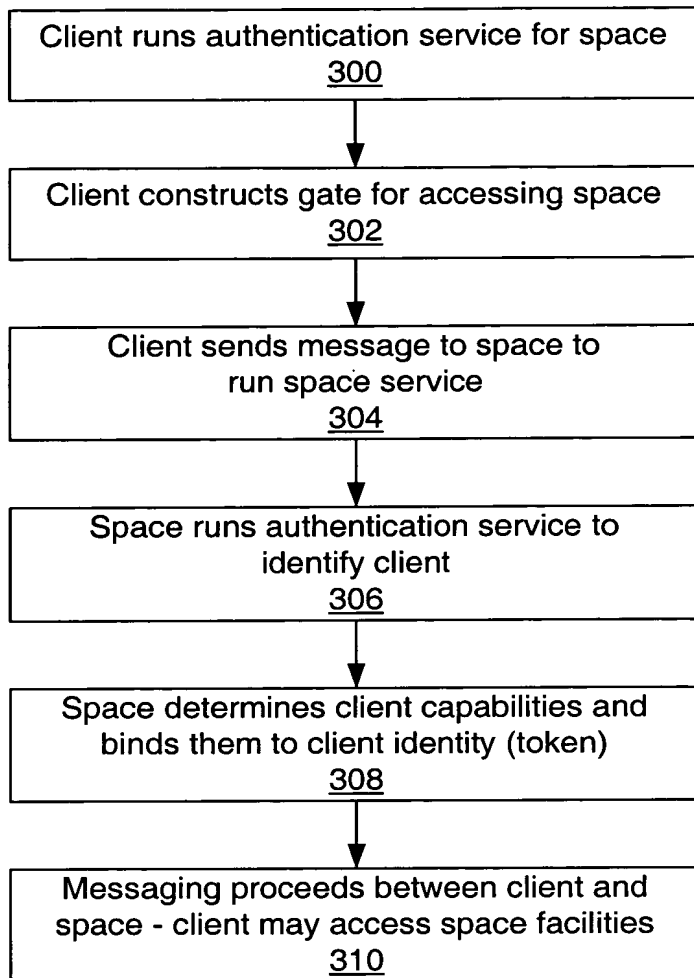 Client runs authentication service for space
300
Client constructs gate for accessing space
302
Client sends message to space to
run space service
304
Space runs authentication service to
identify client
306
Space determines client capabilities and
binds them to client identity (token)
308
Messaging proceeds between client and
space - client may access space facilities
310